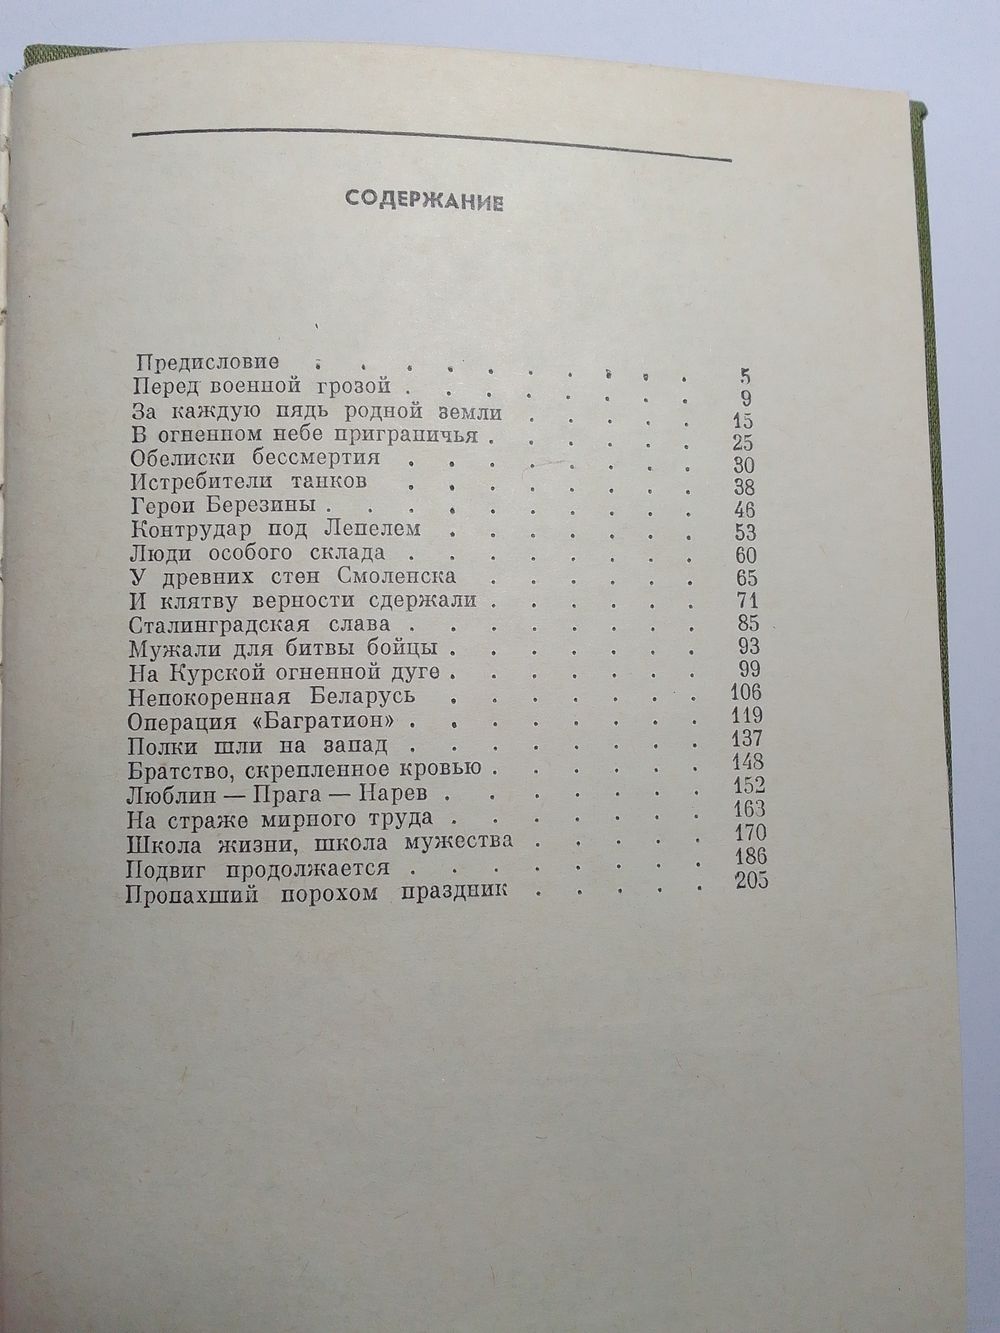 СОДЕРЖАНИЕ
Предисловие . . . . . . . . . . 5
Перед военной грозой . . . . . . . . 9
За каждую пядь родной земли . . . . . 15
В огненном небе приграничья . . . . . . 25
Обелиски бессмертия . . . . . . . . 30
Истребители танков . . . . . . . . 38
Герои Березины . . . . . . . . . . 46
Контрудар под Лепелем . . . . . . . 53
Люди особого склада . . . . . . . . 60
У древних стен Смоленска . . . . . . 65
И клятву верности сдержали . . . . . . 71
Сталинградская слава . . . . . . . . 85
Мужали для битвы бойцы . . . . . . . 93
На Курской огненной дуге . . . . . . . 99
Непокоренная Беларусь . . . . . . . 106
Операция «Багратион» . . . . . . . . 119
Полки шли на запад . . . . . . . . 137
Братство, скрепленное кровью . . . . . . 148
Люблин — Прага — Нарев . . . . . . . 152
На страже мирного труда . . . . . . . 163
Школа жизни, школа мужества . . . . . 170
Подвиг продолжается . . . . . . . . 186
Пропахший порохом праздник . . . . . 205